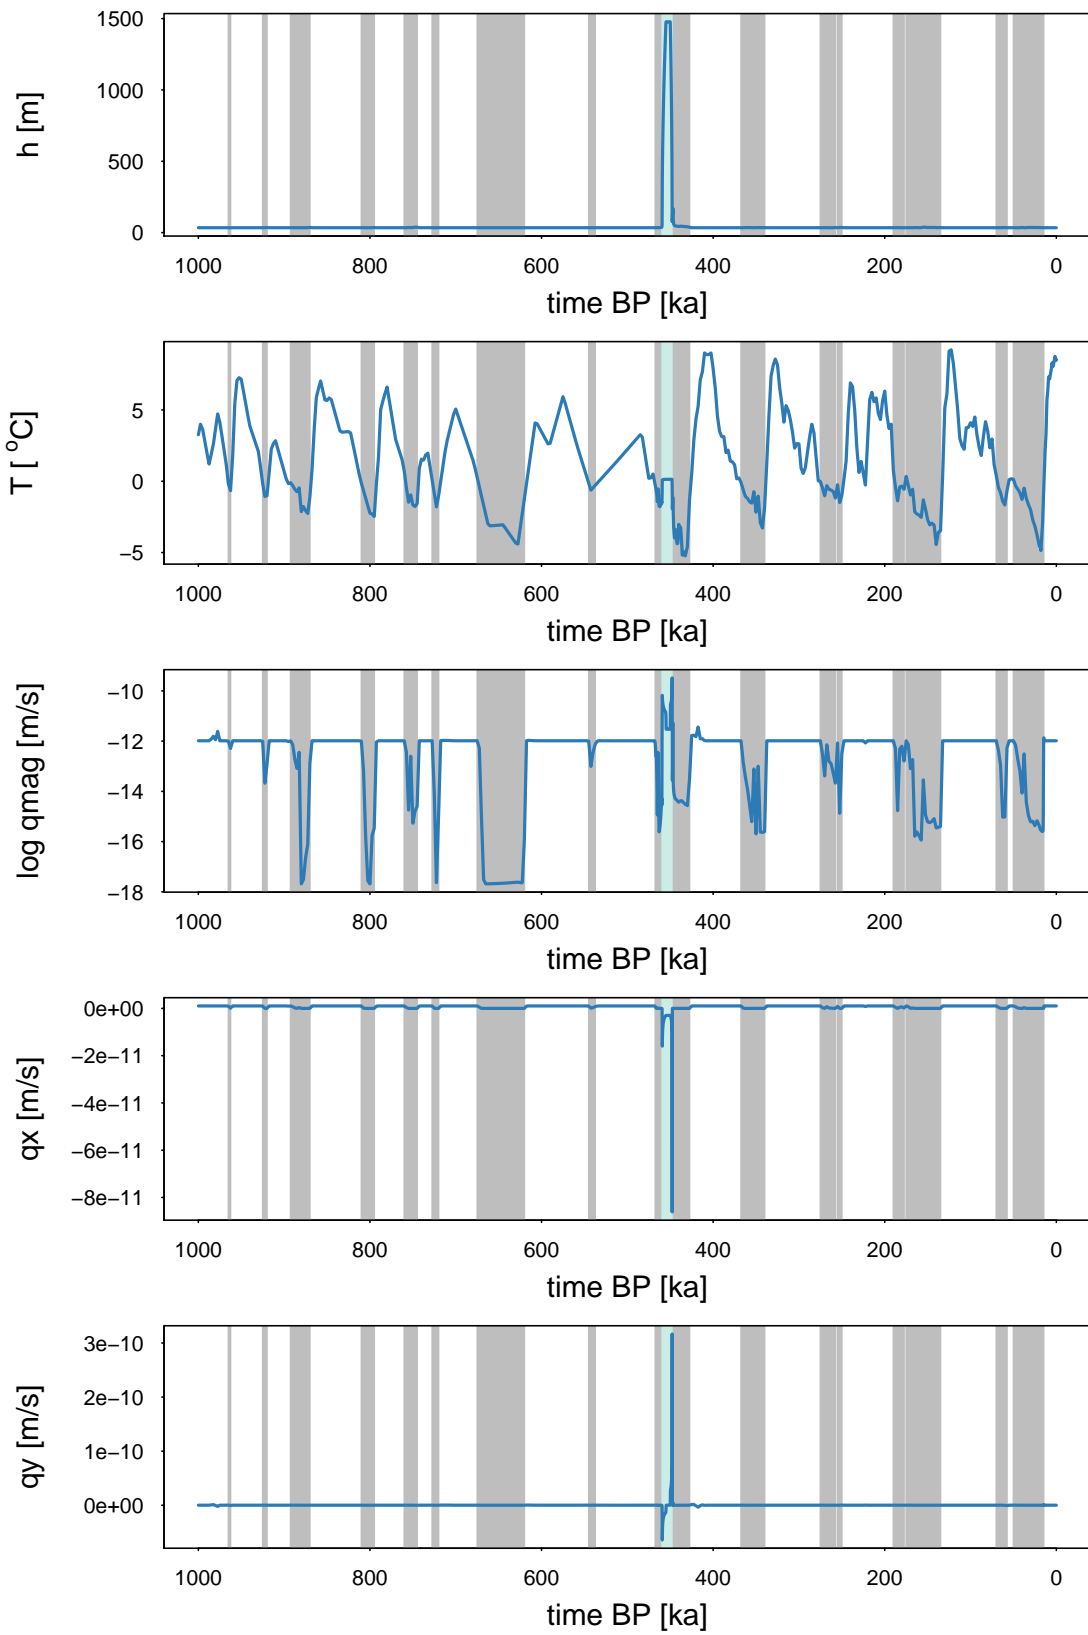 1500
1000
500
0
h [m]
1000 800 600 400 200 0
time BP [ka]
5
0
−5
T [ °C]
1000 800 600 400 200 0
time BP [ka]
−10
−12
−14
−16
−18
log qmag [m/s]
1000 800 600 400 200 0
time BP [ka]
0e+00
−2e−11
−4e−11
−6e−11
−8e−11
qx [m/s]
1000 800 600 400 200 0
time BP [ka]
3e−10
2e−10
1e−10
0e+00
qy [m/s]
1000 800 600 400 200 0
time BP [ka]